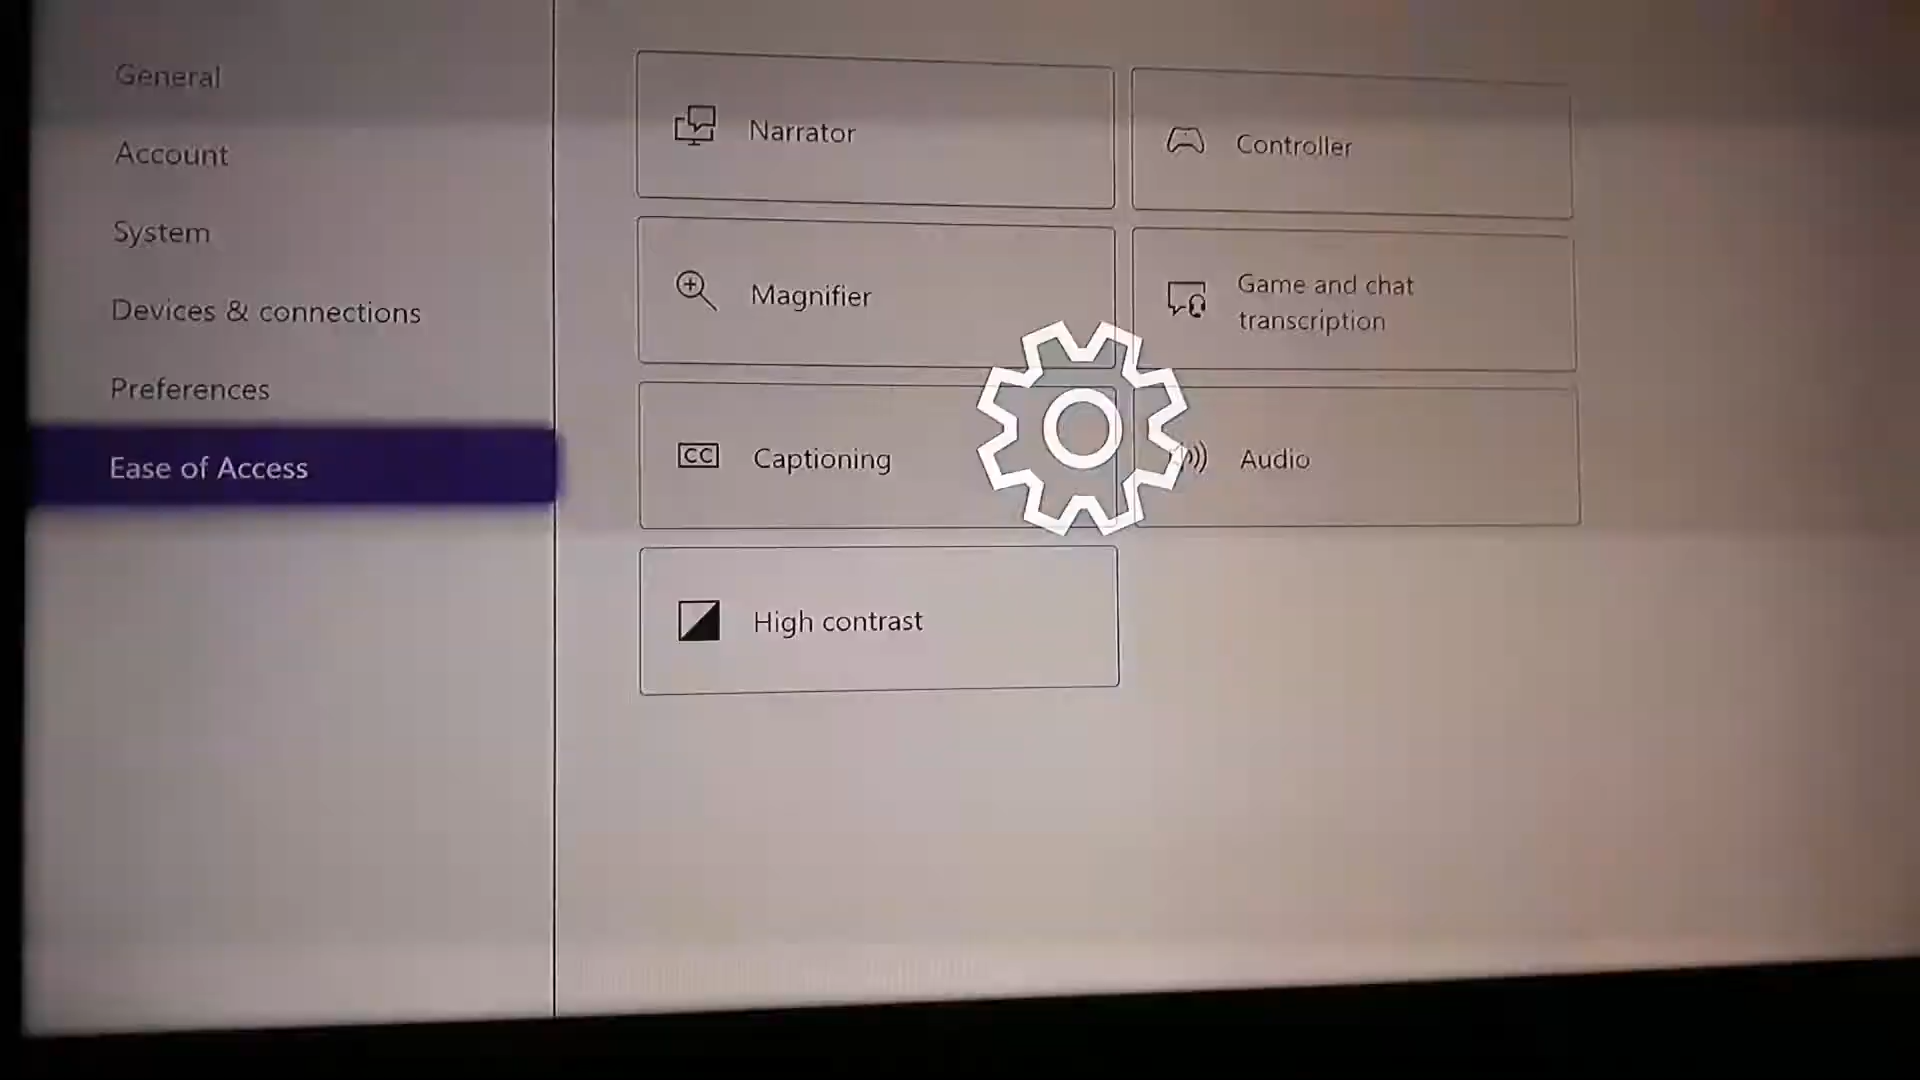 General
Account
System
Devices & connections
Preferences
Ease of Access
Narrator
Controller
Magnifier
Game and chat
transcription
CC
Captioning
Audio
High contrast